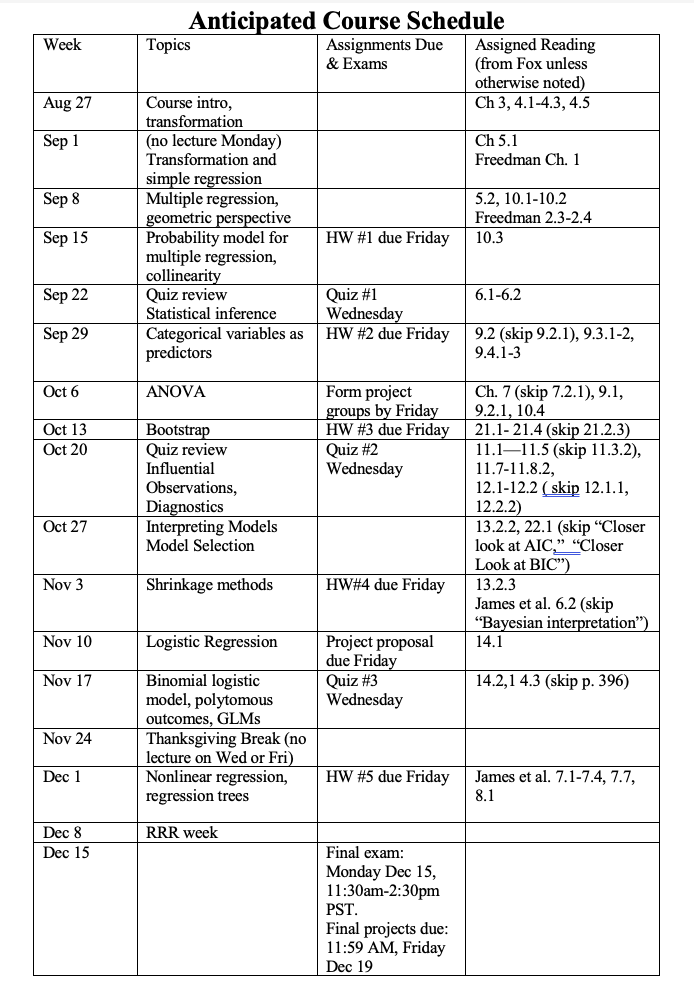 Anticipated Course Schedule
Week
Topics
Assignments Due
& Exams
Assigned Reading
(from Fox unless
otherwise noted)
Aug 27
Course intro,
transformation
Ch 3, 4.1-4.3, 4.5
Sep 1
(no lecture Monday)
Transformation and
simple regression
Ch 5.1
Freedman Ch. 1
Sep 8
Multiple regression,
geometric perspective
5.2, 10.1-10.2
Freedman 2.3-2.4
Sep 15
Probability model for
multiple regression,
collinearity
HW #1 due Friday
10.3
Sep 22
Quiz review
Statistical inference
Quiz #1
Wednesday
6.1-6.2
Sep 29
Categorical variables as
predictors
HW #2 due Friday
9.2 (skip 9.2.1), 9.3.1-2,
9.4.1-3
Oct 6
ANOVA
Form project
groups by Friday
Ch. 7 (skip 7.2.1), 9.1,
9.2.1, 10.4
Oct 13
Bootstrap
HW #3 due Friday
21.1- 21.4 (skip 21.2.3)
Oct 20
Quiz review
Influential
Observations,
Diagnostics
Quiz #2
Wednesday
11.1—11.5 (skip 11.3.2),
11.7-11.8.2,
12.1-12.2 ( skip 12.1.1,
12.2.2)
Oct 27
Interpreting Models
Model Selection
13.2.2, 22.1 (skip “Closer
look at AIC,” “Closer
Look at BIC”)
Nov 3
Shrinkage methods
HW#4 due Friday
13.2.3
James et al. 6.2 (skip
“Bayesian interpretation”)
Nov 10
Logistic Regression
Project proposal
due Friday
14.1
Nov 17
Binomial logistic
model, polytomous
outcomes, GLMs
Quiz #3
Wednesday
14.2,1 4.3 (skip p. 396)
Nov 24
Thanksgiving Break (no
lecture on Wed or Fri)
Dec 1
Nonlinear regression,
regression trees
HW #5 due Friday
James et al. 7.1-7.4, 7.7,
8.1
Dec 8
RRR week
Dec 15
Final exam:
Monday Dec 15,
11:30am-2:30pm
PST.
Final projects due:
11:59 AM, Friday
Dec 19